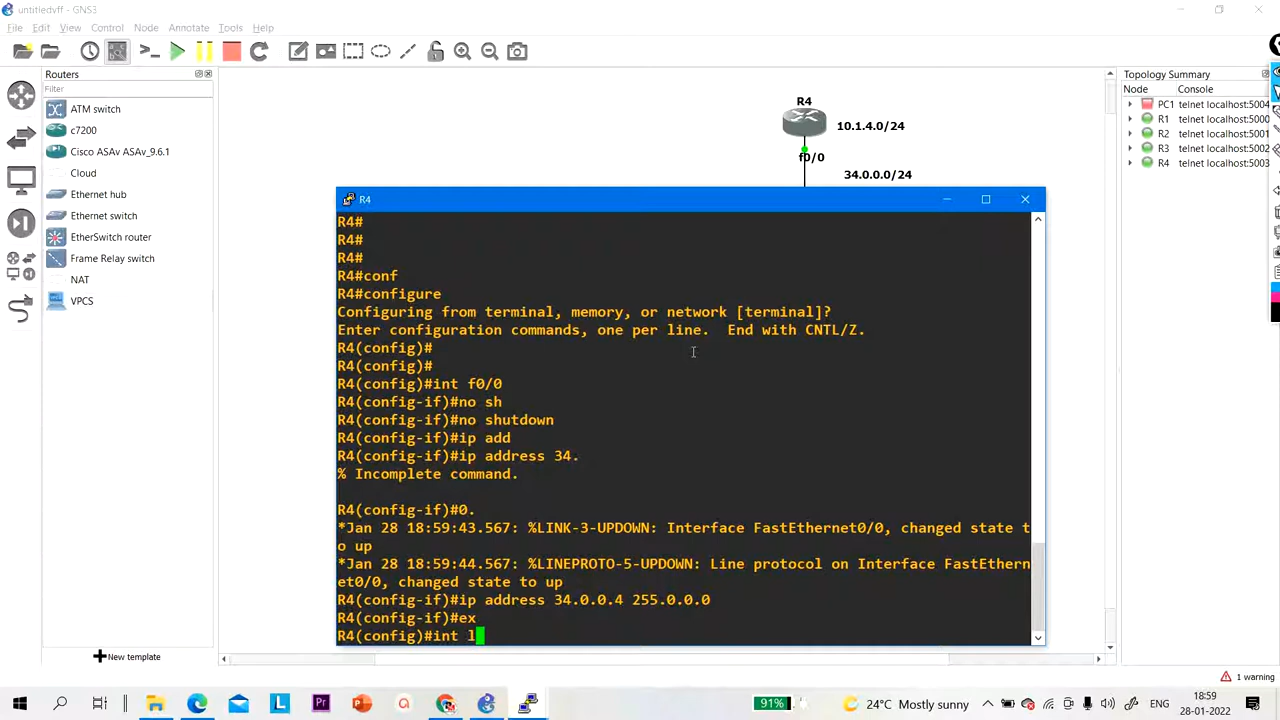 untitledvff - GNS3
File Edit View Control Node Annotate Tools Help
Routers
Filter
ATM switch
c7200
Cisco ASAv ASAv_9.6.1
Cloud
Ethernet hub
Ethernet switch
EtherSwitch router
Frame Relay switch
NAT
VPCS
New template
R4
10.1.4.0/24
f0/0
34.0.0.0/24
R4
R4#
R4#
R4#
R4#conf
R4#configure
Configuring from terminal, memory, or network [terminal]?
Enter configuration commands, one per line.  End with CNTL/Z.
R4(config)#
R4(config)#
R4(config)#int f0/0
R4(config-if)#no sh
R4(config-if)#no shutdown
R4(config-if)#ip add
R4(config-if)#ip address 34.
% Incomplete command.
R4(config-if)#0.
*Jan 28 18:59:43.567: %LINK-3-UPDOWN: Interface FastEthernet0/0, changed state t
o up
*Jan 28 18:59:44.567: %LINEPROTO-5-UPDOWN: Line protocol on Interface FastEthern
et0/0, changed state to up
R4(config-if)#ip address 34.0.0.4 255.0.0.0
R4(config-if)#ex
R4(config)#int l
Topology Summary
Node Console
PC1 telnet localhost:5004
R1 telnet localhost:5000
R2 telnet localhost:5001
R3 telnet localhost:5002
R4 telnet localhost:5003
1 warning
91%
24°C Mostly sunny
ENG
18:59
28-01-2022